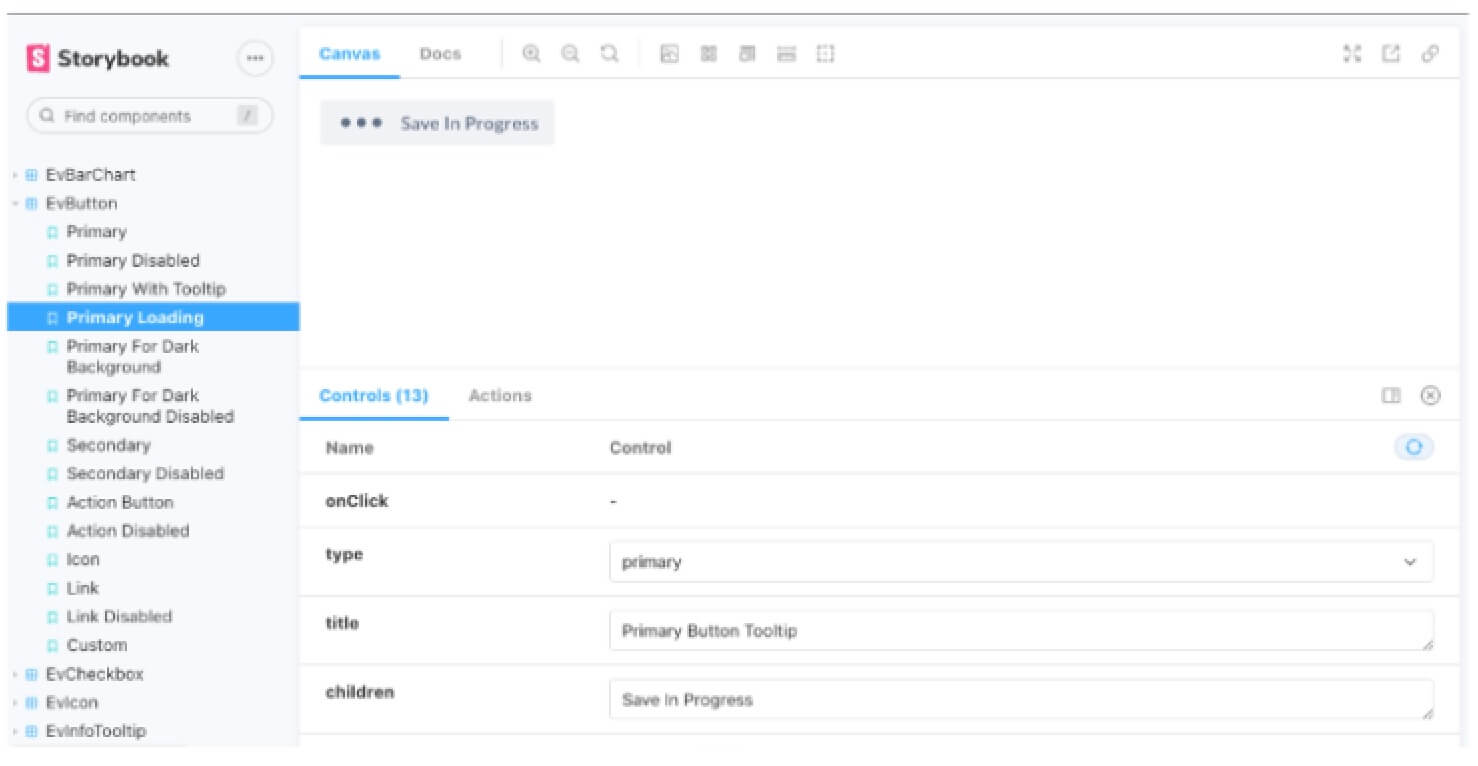 Storybook
Find components
/
EvBarChart
EvButton
Primary
Primary Disabled
Primary With Tooltip
Primary Loading
Primary For Dark
Background
Primary For Dark
Background Disabled
Secondary
Secondary Disabled
Action Button
Action Disabled
Icon
Link
Link Disabled
Custom
EvCheckbox
EvIcon
EvInfoTooltip
Canvas
Docs
Save In Progress
Controls (13)
Actions
Name
Control
onClick
-
type
primary
title
Primary Button Tooltip
children
Save In Progress